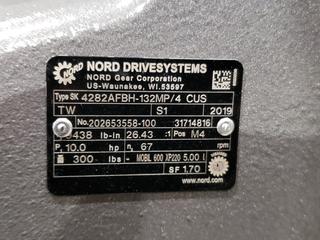 NORD DRIVESYSTEMS
NORD Gear Corporation
US-Waunakee, WI.53597
Type SK 4282AFBH-132MP/4 CUS
TW S1 2019
No. 202653558-100 31714816
438 lb-in 26.43 :1 Pos M4
P₁ 10.0 hp n₂ 67 rpm
300 lbs MOBIL 600 XP220 5.00 l
SF 1.70
www.nord.com